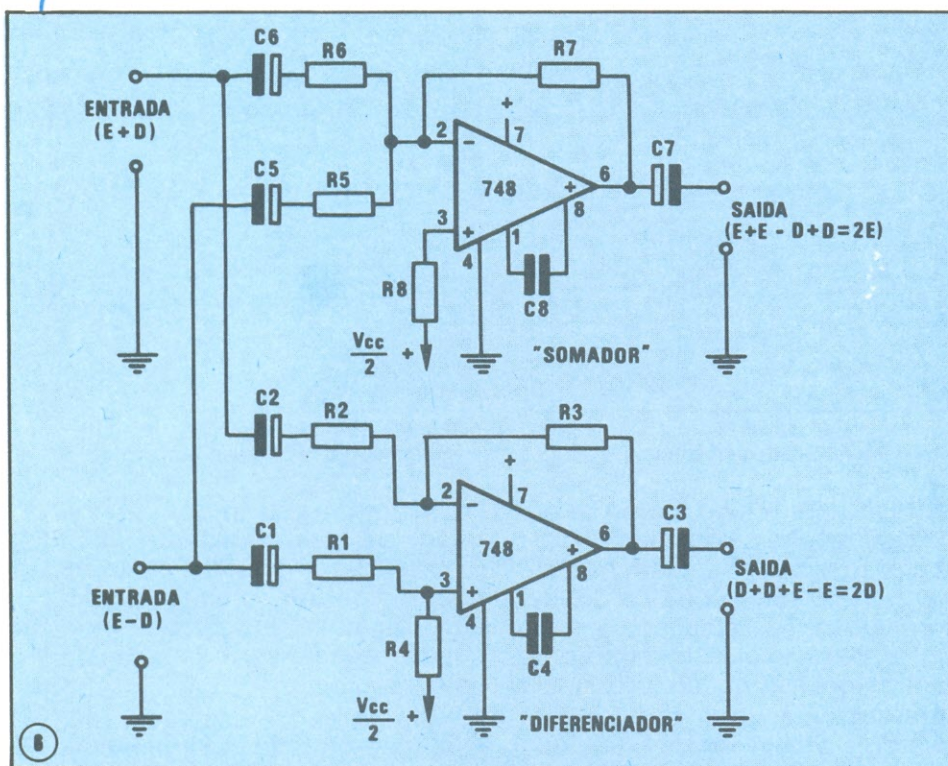 C6
R6
R7
ENTRADA
(E+D)
+
2
−
7
C7
C5
R5
748
6
+
8
SAIDA
(E+E - D+D=2E)
3
+
4
1
R8
C8
Vcc
2
+
"SOMADOR"
C2
R2
R3
+
2
−
7
C3
C1
R1
748
6
+
8
SAIDA
(D+D+E-E=2D)
3
+
4
1
ENTRADA
(E-D)
R4
C4
Vcc
2
+
"DIFERENCIADOR"
6